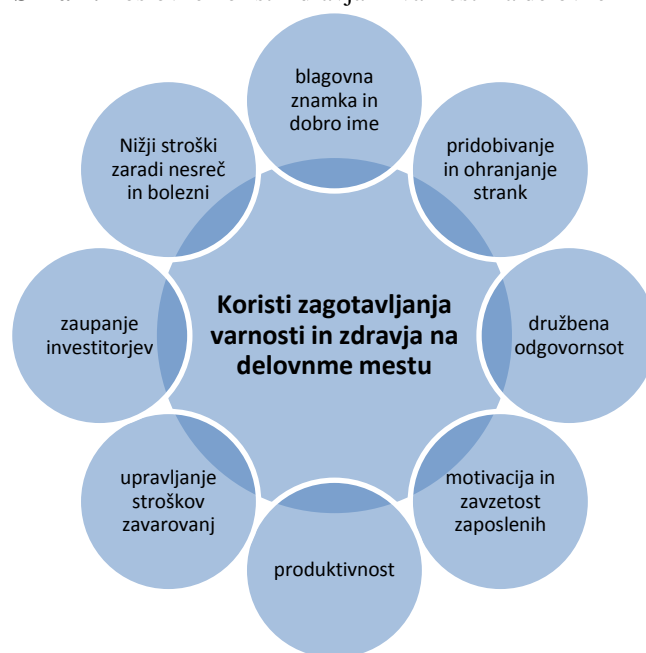 blagovna
znamka in
dobro ime
pridobivanje
in ohranjanje
strank
družbena
odgovornsot
motivacija in
zavzetost
zaposlenih
produktivnost
upravljanje
stroškov
zavarovanj
zaupanje
investitorjev
Nižji stroški
zaradi nesreč
in bolezni
Koristi zagotavljanja
varnosti in zdravja na
delovnme mestu